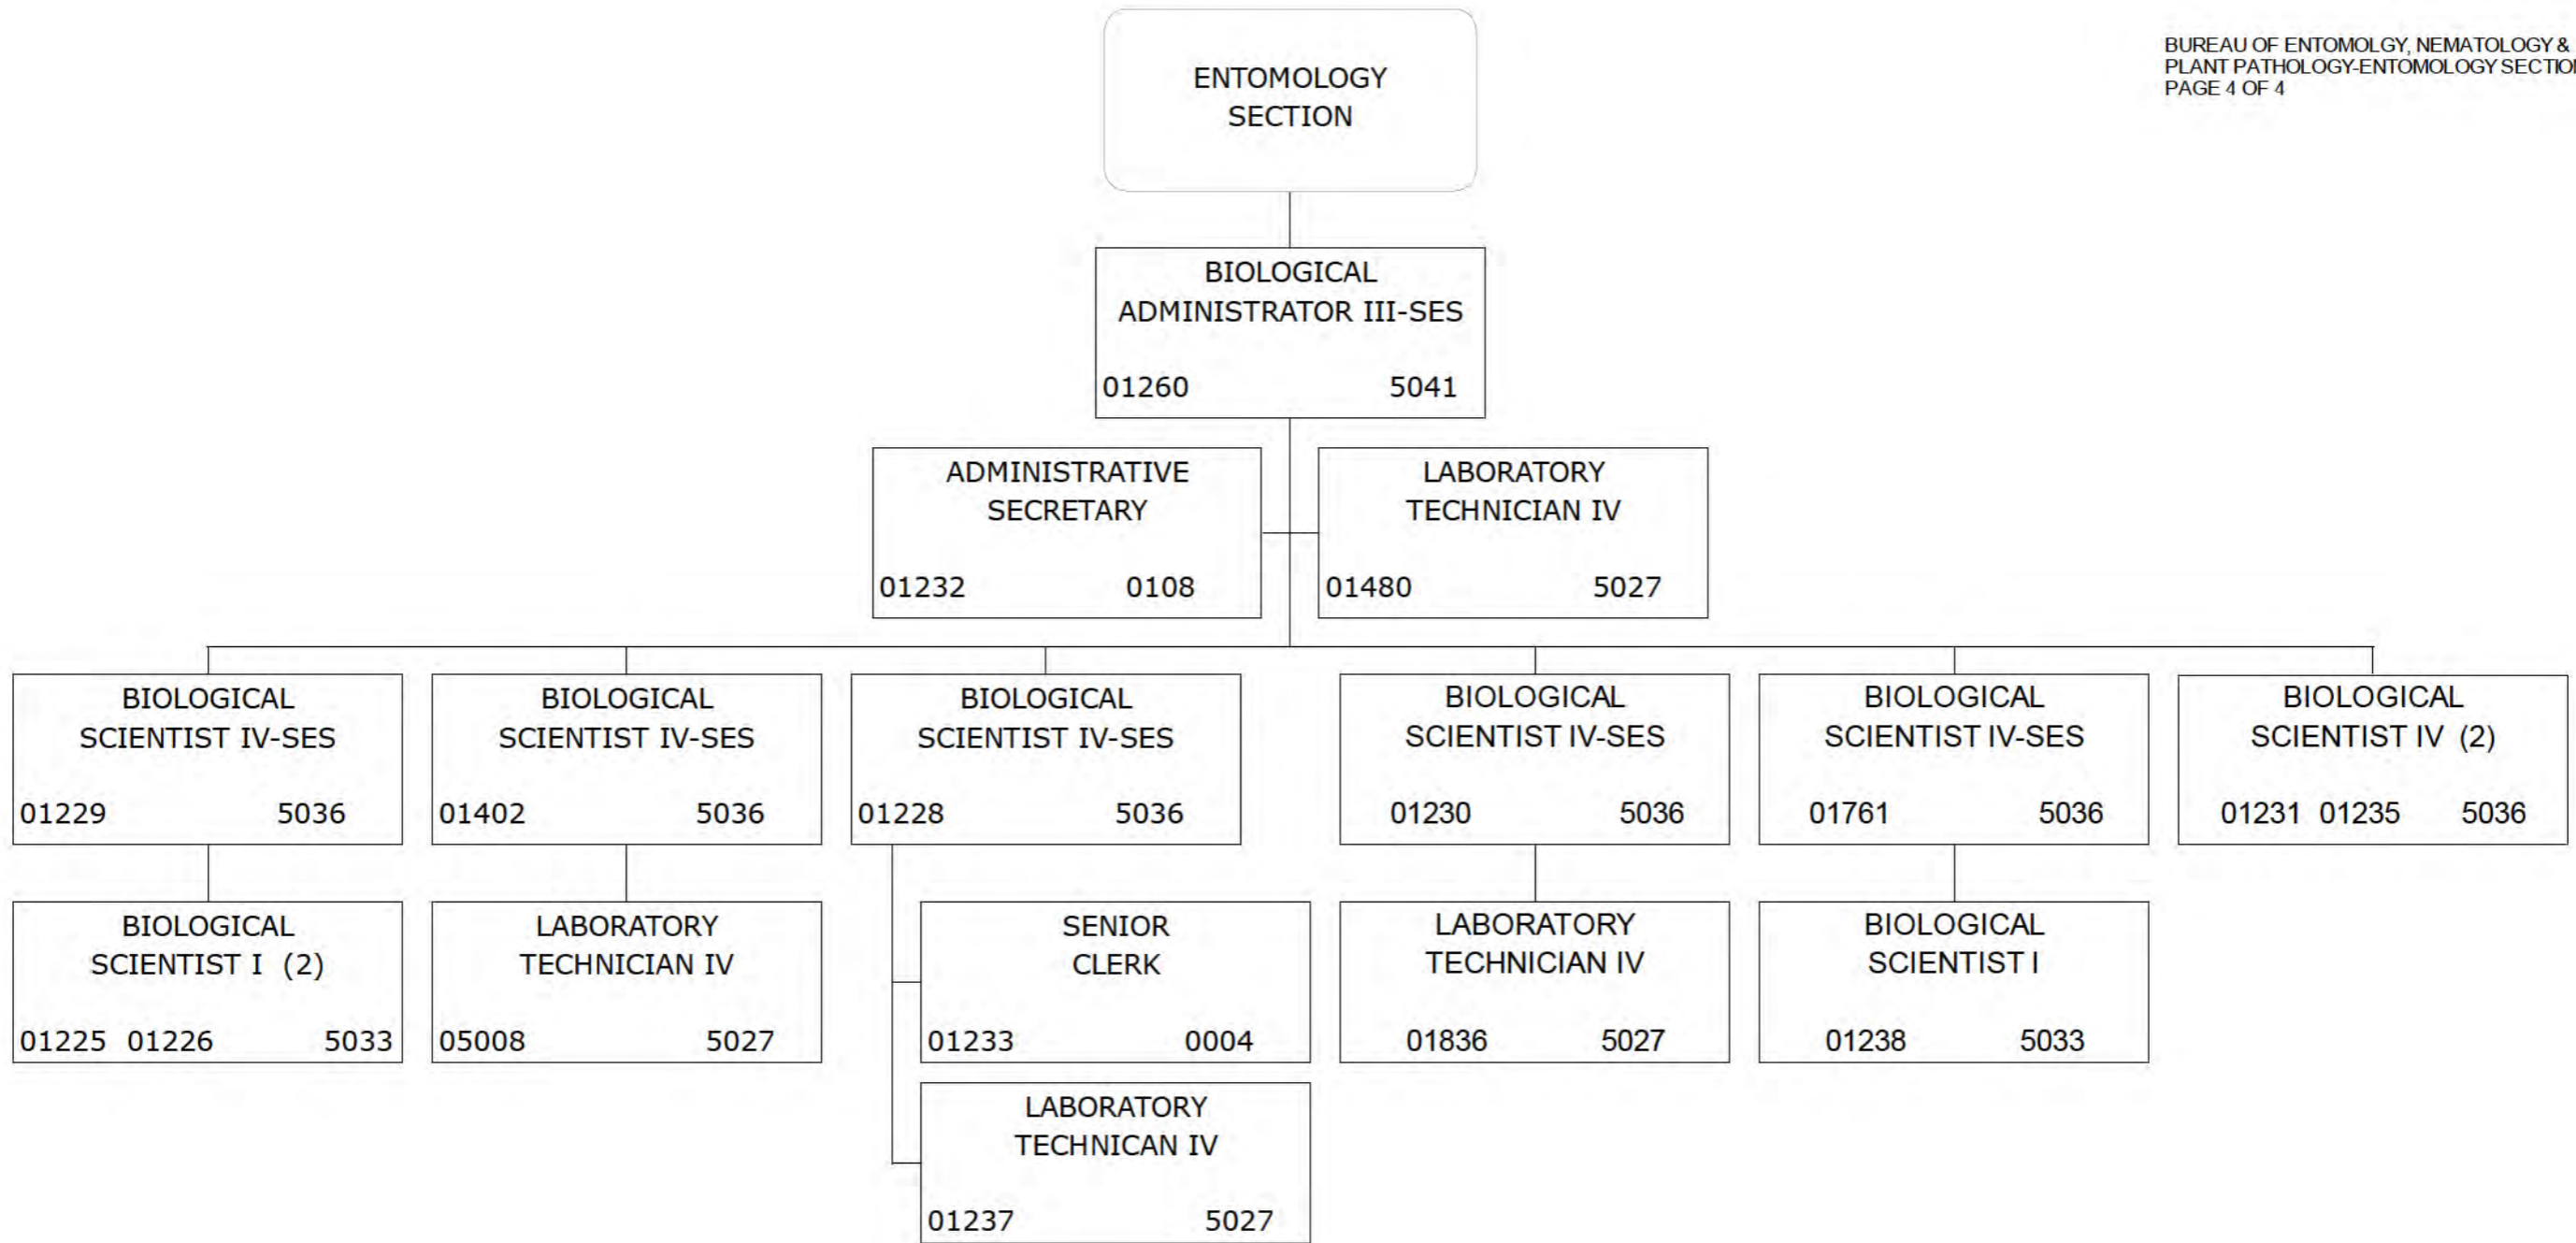 BUREAU OF ENTOMOLGY, NEMATOLOGY &
PLANT PATHOLOGY-ENTOMOLOGY SECTION
PAGE 4 OF 4
ENTOMOLOGY
SECTION
BIOLOGICAL
ADMINISTRATOR III-SES
01260 5041
ADMINISTRATIVE
SECRETARY
01232 0108
LABORATORY
TECHNICIAN IV
01480 5027
BIOLOGICAL
SCIENTIST IV-SES
01229 5036
BIOLOGICAL
SCIENTIST IV-SES
01402 5036
BIOLOGICAL
SCIENTIST IV-SES
01228 5036
BIOLOGICAL
SCIENTIST IV-SES
01230 5036
BIOLOGICAL
SCIENTIST IV-SES
01761 5036
BIOLOGICAL
SCIENTIST IV (2)
01231 01235 5036
BIOLOGICAL
SCIENTIST I (2)
01225 01226 5033
LABORATORY
TECHNICIAN IV
05008 5027
SENIOR
CLERK
01233 0004
LABORATORY
TECHNICIAN IV
01836 5027
BIOLOGICAL
SCIENTIST I
01238 5033
LABORATORY
TECHNICAN IV
01237 5027